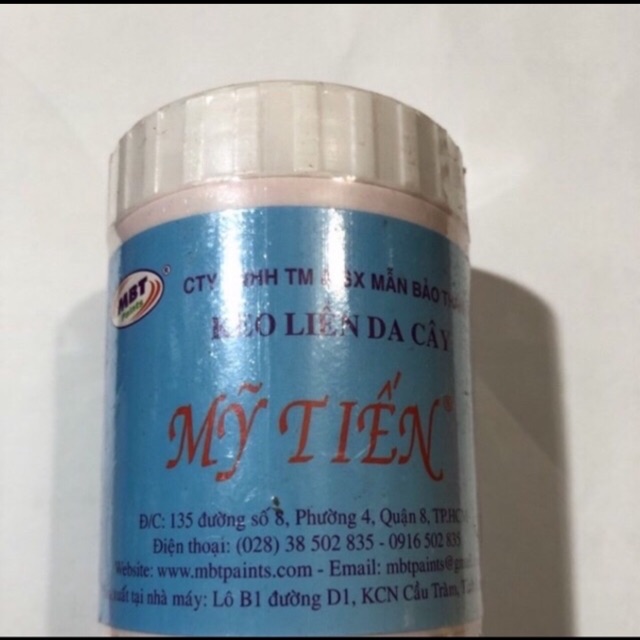 MBT
Paints
CTY TNHH TM & SX MẪN BẢO
KEO LIỀN DA CÂY
MỸ TIẾN®
Đ/C: 135 đường số 8, Phường 4, Quận 8, TP.HC
Điện thoại: (028) 38 502 835 - 0916 502 835
Website: www.mbtpaints.com - Email: mbtpaints@
xuất tại nhà máy: Lô B1 đường D1, KCN Cầu Tràm,